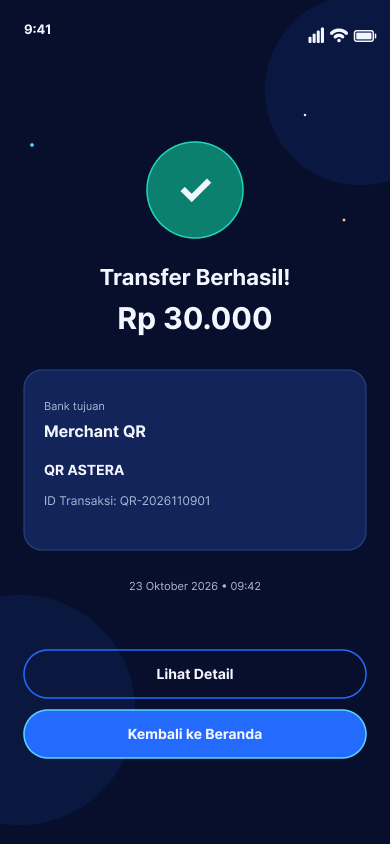 9:41
Transfer Berhasil!
Rp 30.000
Bank tujuan
Merchant QR
QR ASTERA
ID Transaksi: QR-2026110901
23 Oktober 2026 • 09:42
Lihat Detail
Kembali ke Beranda